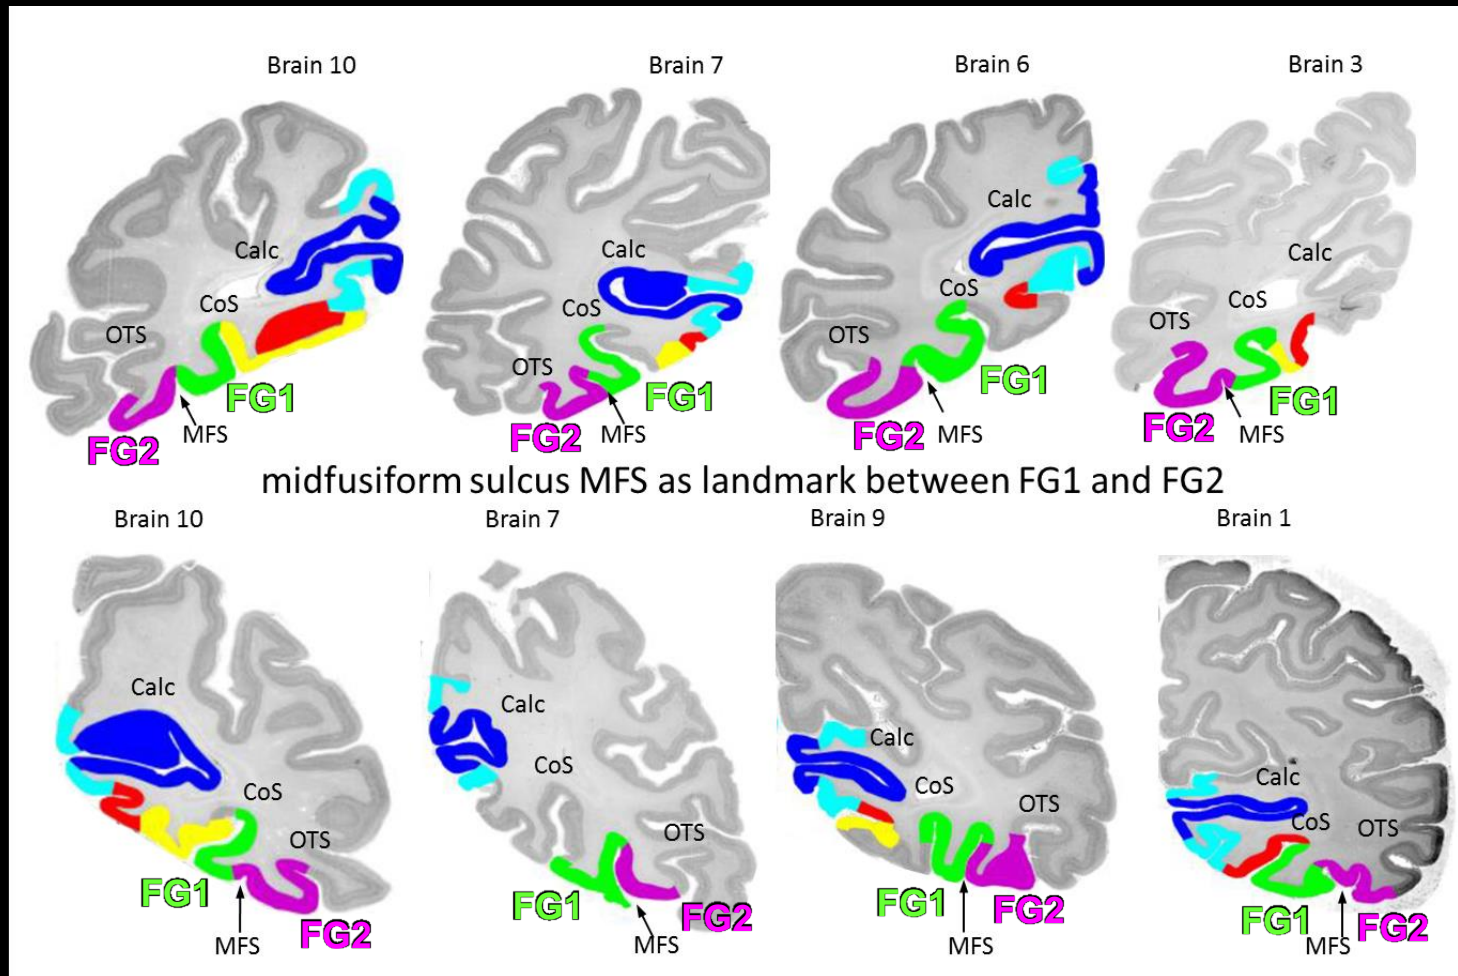 Brain 10
Brain 7
Brain 6
Brain 3
Calc
CoS
OTS
FG1
MFS
FG2
Calc
CoS
OTS
FG1
MFS
FG2
Calc
CoS
OTS
FG1
MFS
FG2
Calc
CoS
OTS
FG1
MFS
FG2
midfusiform sulcus MFS as landmark between FG1 and FG2
Brain 10
Brain 7
Brain 9
Brain 1
Calc
CoS
OTS
FG1
FG2
MFS
Calc
CoS
OTS
FG1
FG2
MFS
Calc
CoS
OTS
FG1
FG2
MFS
Calc
CoS
OTS
FG1
FG2
MFS